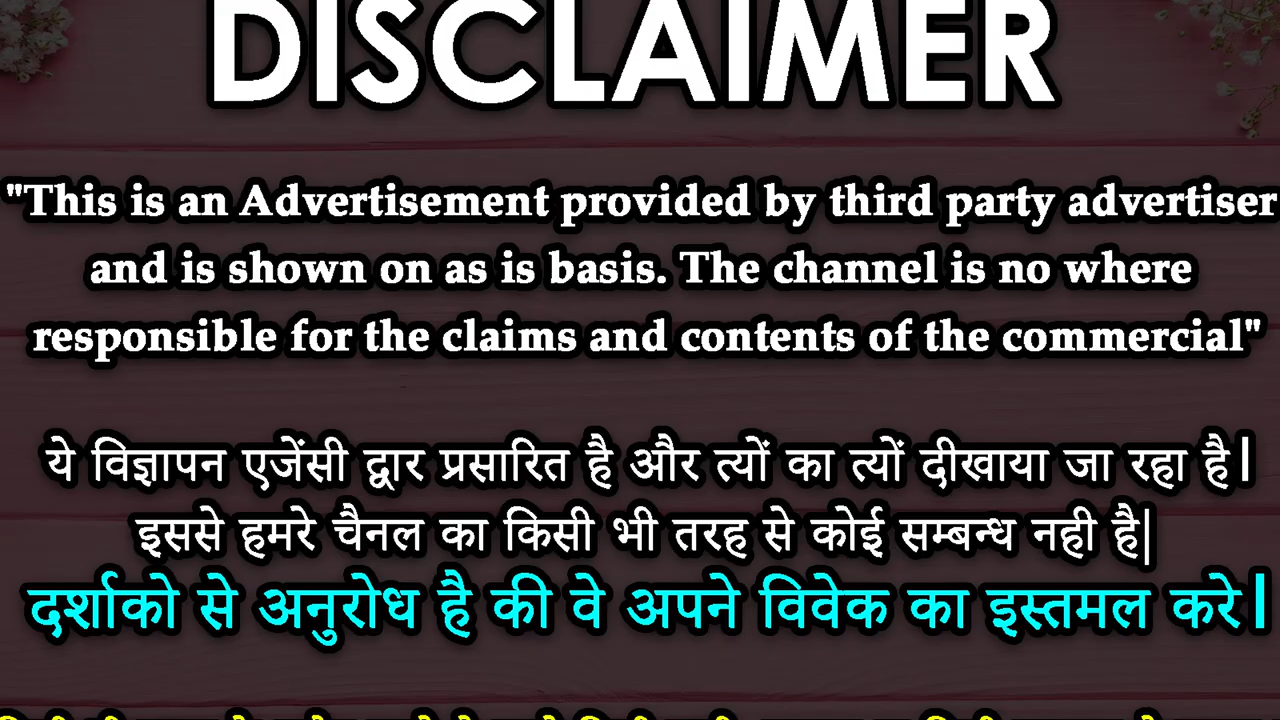 DISCLAIMER
"This is an Advertisement provided by third party advertiser
and is shown on as is basis. The channel is no where
responsible for the claims and contents of the commercial"
ये विज्ञापन एजेंसी द्वार प्रसारित है और त्यों का त्यों दीखाया जा रहा है।
इससे हमरे चैनल का किसी भी तरह से कोई सम्बन्ध नही है|
दर्शाको से अनुरोध है की वे अपने विवेक का इस्तमल करे।